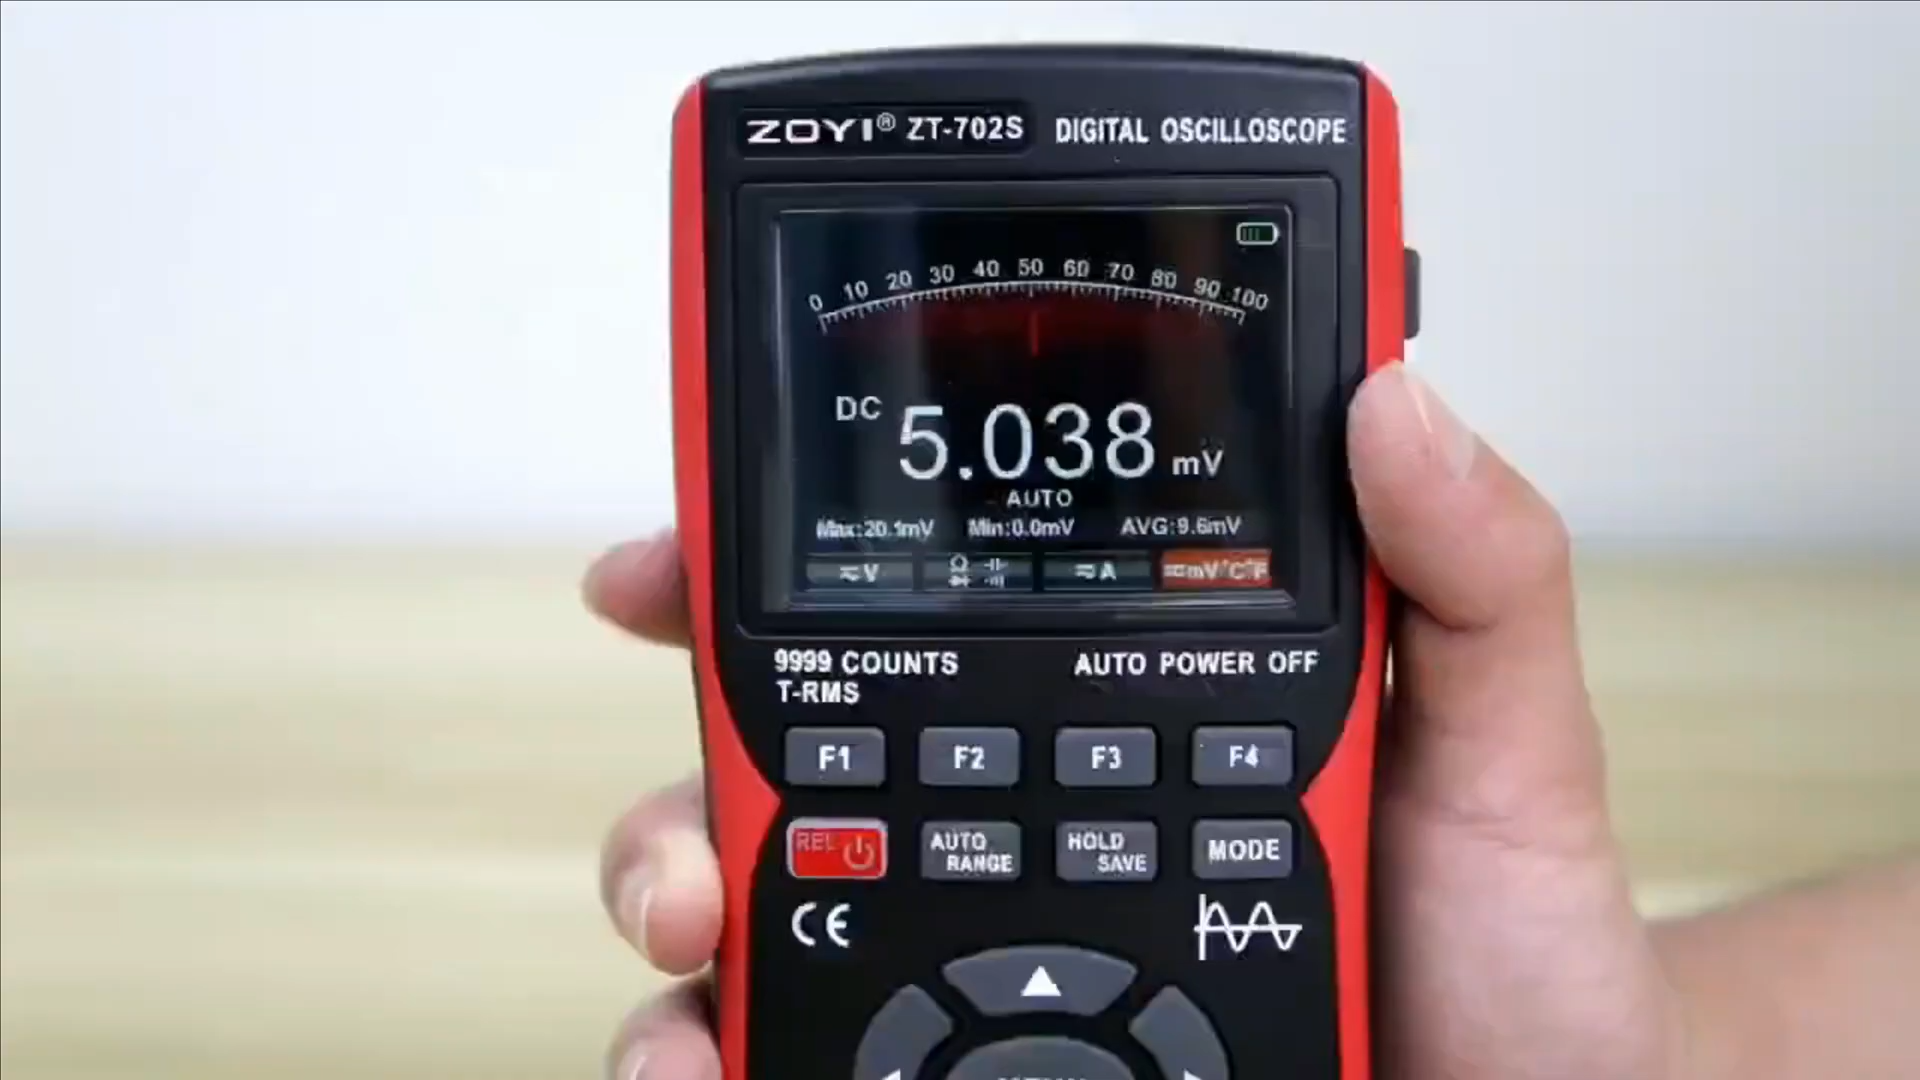 ZOYI® ZT-702S DIGITAL OSCILLOSCOPE
0 10 20 30 40 50 60 70 80 90 100
DC 5.038 mV
AUTO
Max:20.1mV Min:0.0mV AVG:9.6mV
V Ω A mV°C°F
9999 COUNTS AUTO POWER OFF
T-RMS
F1 F2 F3 F4
REL AUTO RANGE HOLD SAVE MODE
CE